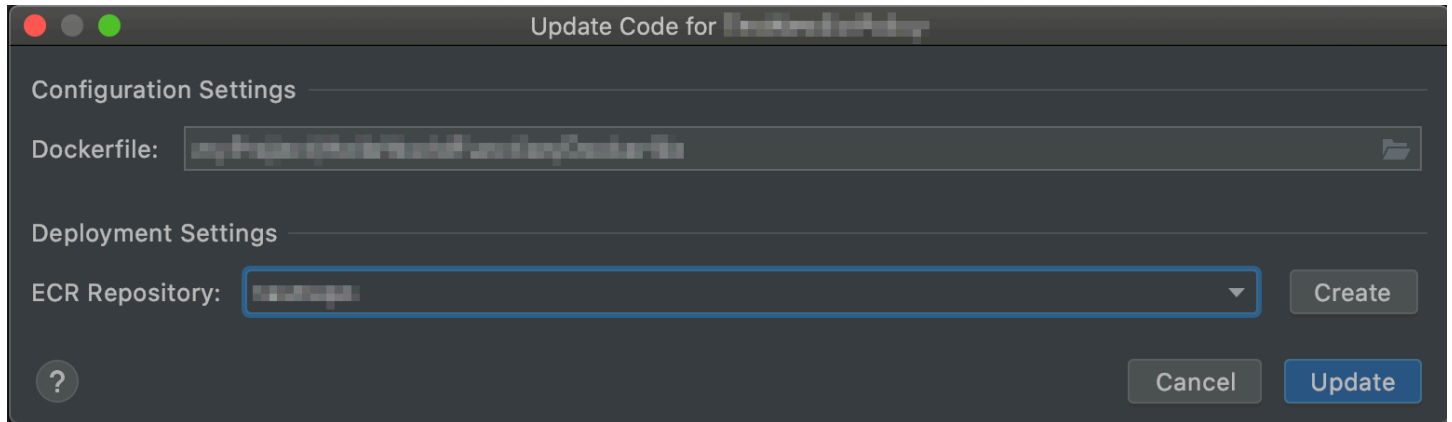 Update Code for
Configuration Settings
Dockerfile:
Deployment Settings
ECR Repository:
Create
?
Cancel
Update